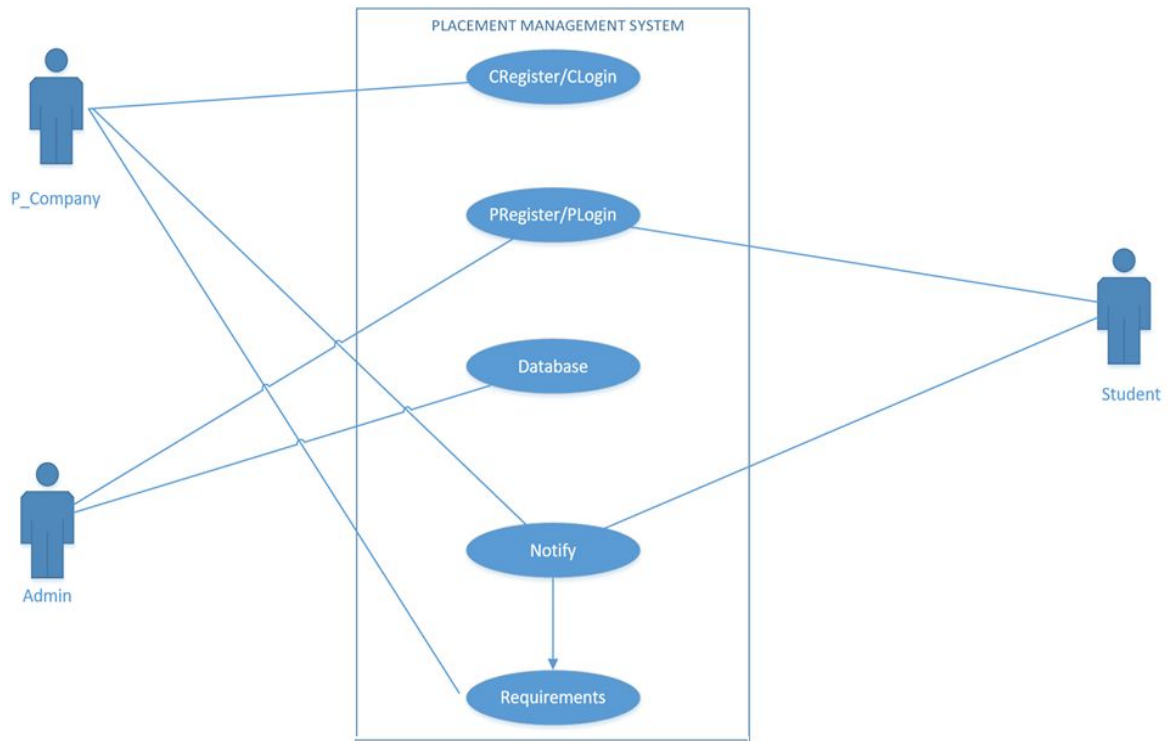 PLACEMENT MANAGEMENT SYSTEM
CRegister/CLogin
P_Company
PRegister/PLogin
Database
Student
Notify
Admin
Requirements